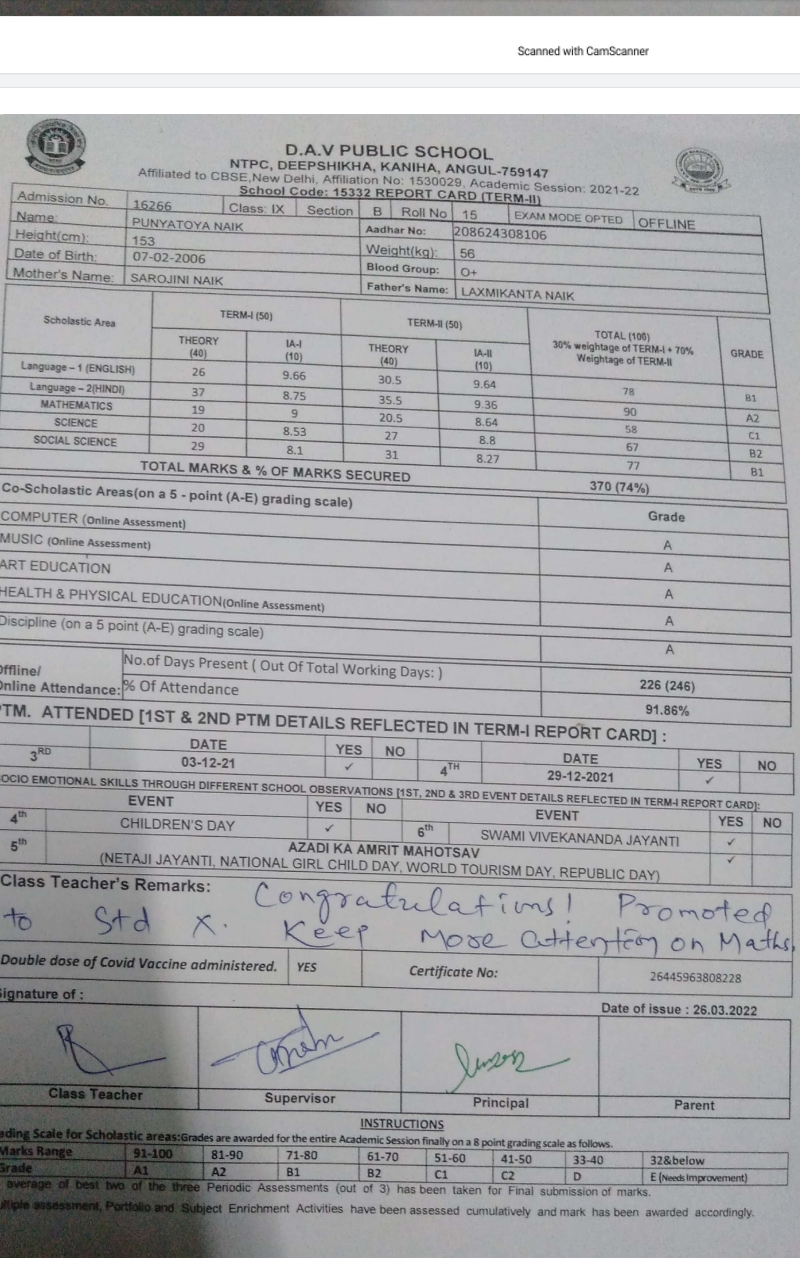 Scanned with CamScanner
D.A.V PUBLIC SCHOOL
NTPC, DEEPSHIKHA, KANIHA, ANGUL-759147
Affiliated to CBSE,New Delhi, Affiliation No: 1530029, Academic Session: 2021-22
School Code: 15332 REPORT CARD (TERM-II)
Admission No. 16266 Class: IX Section B Roll No 15 EXAM MODE OPTED OFFLINE
Name: PUNYATOYA NAIK Aadhar No: 208624308106
Height(cm): 153 Weight(kg): 56
Date of Birth: 07-02-2006 Blood Group: O+
Mother's Name: SAROJINI NAIK Father's Name: LAXMIKANTA NAIK
Scholastic Area TERM-I (50) TERM-II (50) TOTAL (100) 30% weightage of TERM-I + 70% Weightage of TERM-II GRADE
THEORY (40) IA-I (10) THEORY (40) IA-II (10)
Language – 1 (ENGLISH) 26 9.66 30.5 9.64 78 B1
Language – 2(HINDI) 37 8.75 35.5 9.36 90 A2
MATHEMATICS 19 9 20.5 8.64 58 C1
SCIENCE 20 8.53 27 8.8 67 B2
SOCIAL SCIENCE 29 8.1 31 8.27 77 B1
TOTAL MARKS & % OF MARKS SECURED 370 (74%)
Co-Scholastic Areas(on a 5 - point (A-E) grading scale) Grade
COMPUTER (Online Assessment) A
MUSIC (Online Assessment) A
ART EDUCATION A
HEALTH & PHYSICAL EDUCATION(Online Assessment) A
Discipline (on a 5 point (A-E) grading scale) A
Offline/ Online Attendance: No.of Days Present ( Out Of Total Working Days: ) 226 (246)
% Of Attendance 91.86%
PTM. ATTENDED [1ST & 2ND PTM DETAILS REFLECTED IN TERM-I REPORT CARD] :
3RD DATE YES NO 4TH DATE YES NO
03-12-21 ✓ 29-12-2021 ✓
SOCIO EMOTIONAL SKILLS THROUGH DIFFERENT SCHOOL OBSERVATIONS [1ST, 2ND & 3RD EVENT DETAILS REFLECTED IN TERM-I REPORT CARD]:
EVENT YES NO EVENT YES NO
4th CHILDREN'S DAY ✓ 6th SWAMI VIVEKANANDA JAYANTI ✓
5th AZADI KA AMRIT MAHOTSAV ✓
(NETAJI JAYANTI, NATIONAL GIRL CHILD DAY, WORLD TOURISM DAY, REPUBLIC DAY)
Class Teacher's Remarks: Congratulations! Promoted
to Std X. Keep More attention on Maths.
Double dose of Covid Vaccine administered. YES Certificate No: 26445963808228
Signature of : Date of issue : 26.03.2022
Class Teacher Supervisor Principal Parent
INSTRUCTIONS
ading Scale for Scholastic areas:Grades are awarded for the entire Academic Session finally on a 8 point grading scale as follows.
Marks Range 91-100 81-90 71-80 61-70 51-60 41-50 33-40 32&below
Grade A1 A2 B1 B2 C1 C2 D E (Needs Improvement)
average of best two of the three Periodic Assessments (out of 3) has been taken for Final submission of marks.
ultiple assessment, Portfolio and Subject Enrichment Activities have been assessed cumulatively and mark has been awarded accordingly.